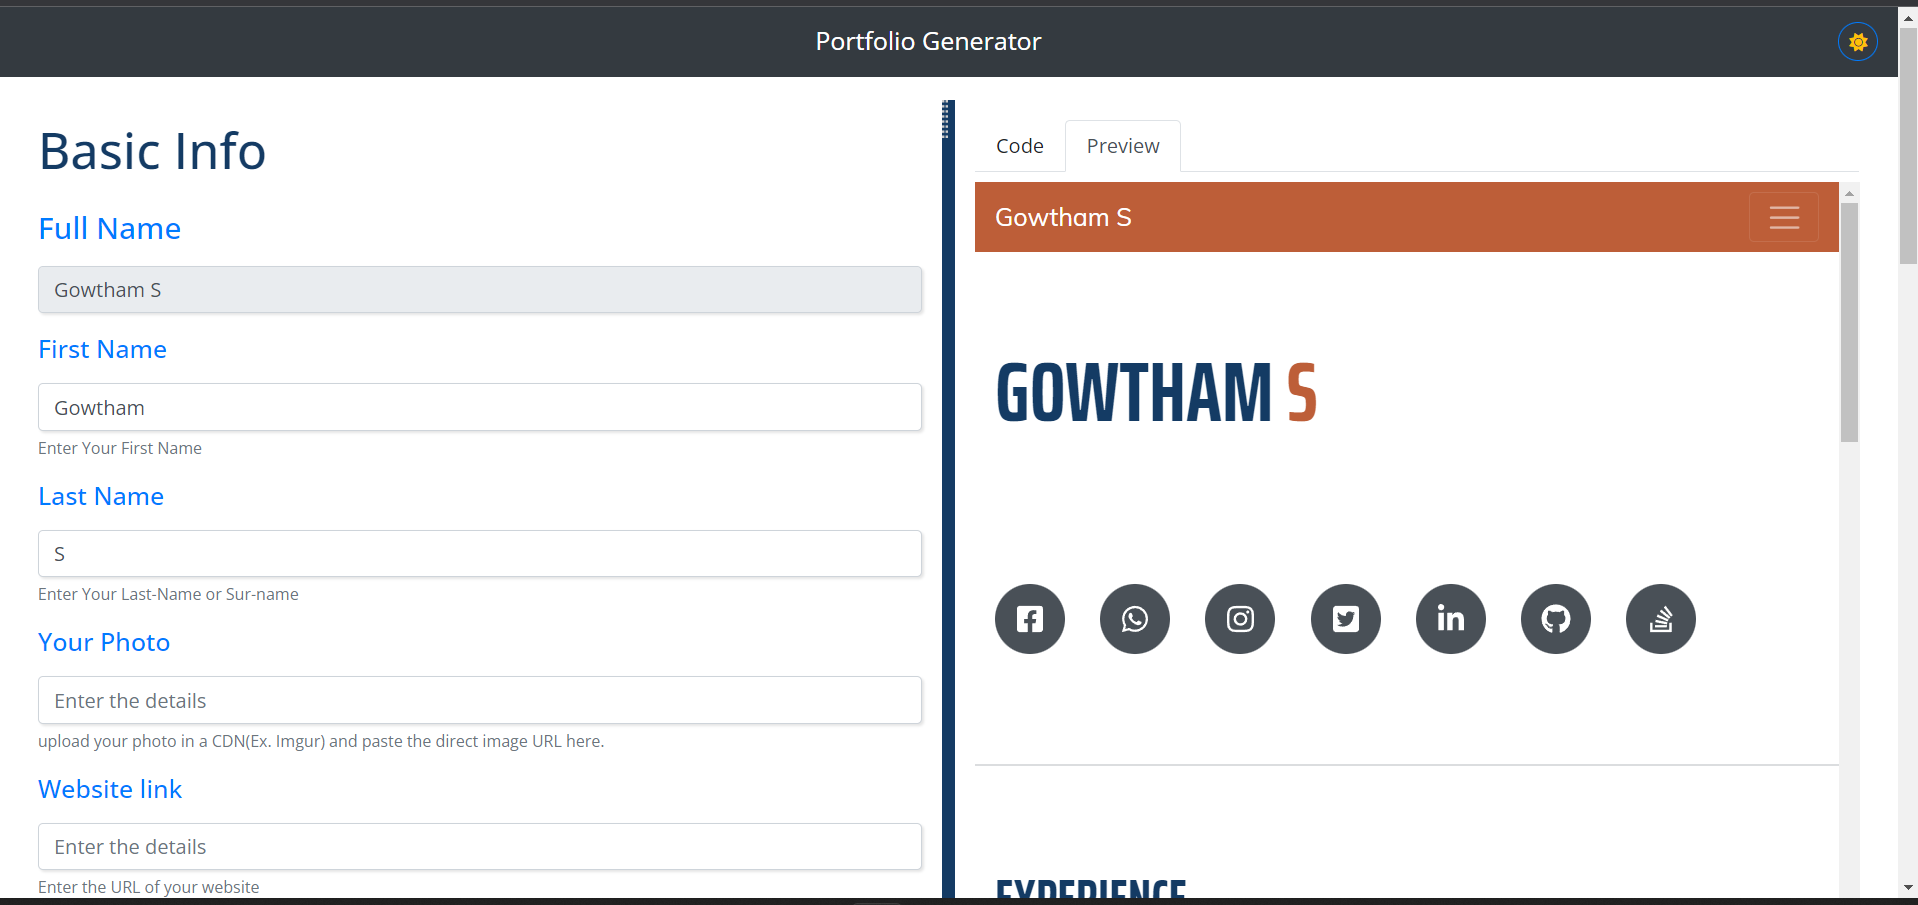 Portfolio Generator
Basic Info
Full Name
Gowtham S
First Name
Gowtham
Enter Your First Name
Last Name
S
Enter Your Last-Name or Sur-name
Your Photo
Enter the details
upload your photo in a CDN(Ex. Imgur) and paste the direct image URL here.
Website link
Enter the details
Enter the URL of your website
Code
Preview
Gowtham S
GOWTHAM S
EXPERIENCE